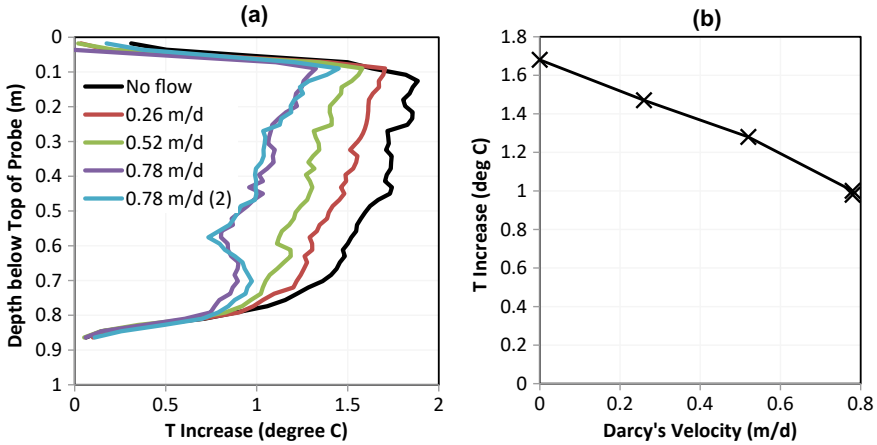 (a)
0
0.1
0.2
0.3
0.4
0.5
0.6
0.7
0.8
0.9
1
Depth below Top of Probe (m)
No flow
0.26 m/d
0.52 m/d
0.78 m/d
0.78 m/d (2)
0 0.5 1 1.5 2
T Increase (degree C)
(b)
1.8
1.6
1.4
1.2
1
0.8
0.6
0.4
0.2
0
T Increase (deg C)
0 0.2 0.4 0.6 0.8
Darcy's Velocity (m/d)